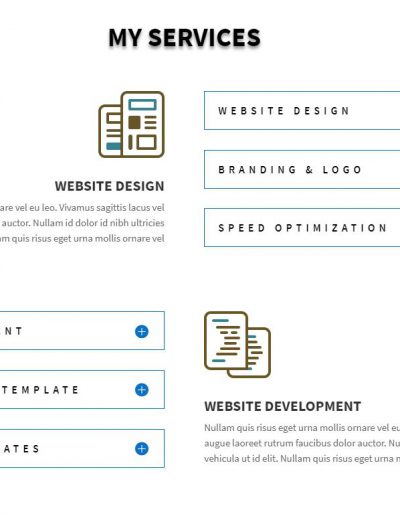 MY SERVICES
WEBSITE DESIGN
are vel eu leo. Vivamus sagittis lacus vel
auctor. Nullam id dolor id nibh ultricies
m quis risus eget urna mollis ornare vel
WEBSITE DESIGN
BRANDING & LOGO
SPEED OPTIMIZATION
ENT
TEMPLATE
ATES
WEBSITE DEVELOPMENT
Nullam quis risus eget urna mollis ornare vel eu
augue laoreet rutrum faucibus dolor auctor. Nu
vehicula ut id elit. Nullam quis risus eget urna m